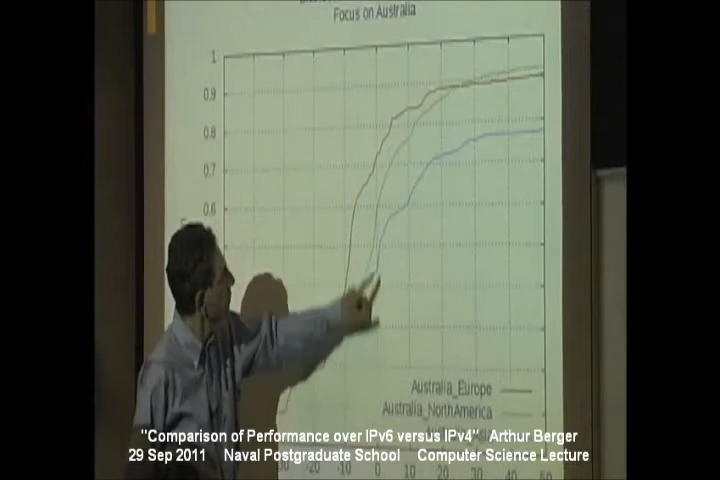 Focus on Australia
1
0.9
0.8
0.7
0.6
Australia_Europe
Australia_NorthAmerica
"Comparison of Performance over IPv6 versus IPv4" Arthur Berger
29 Sep 2011 Naval Postgraduate School Computer Science Lecture
-20 -10 0 10 20 30 40 50